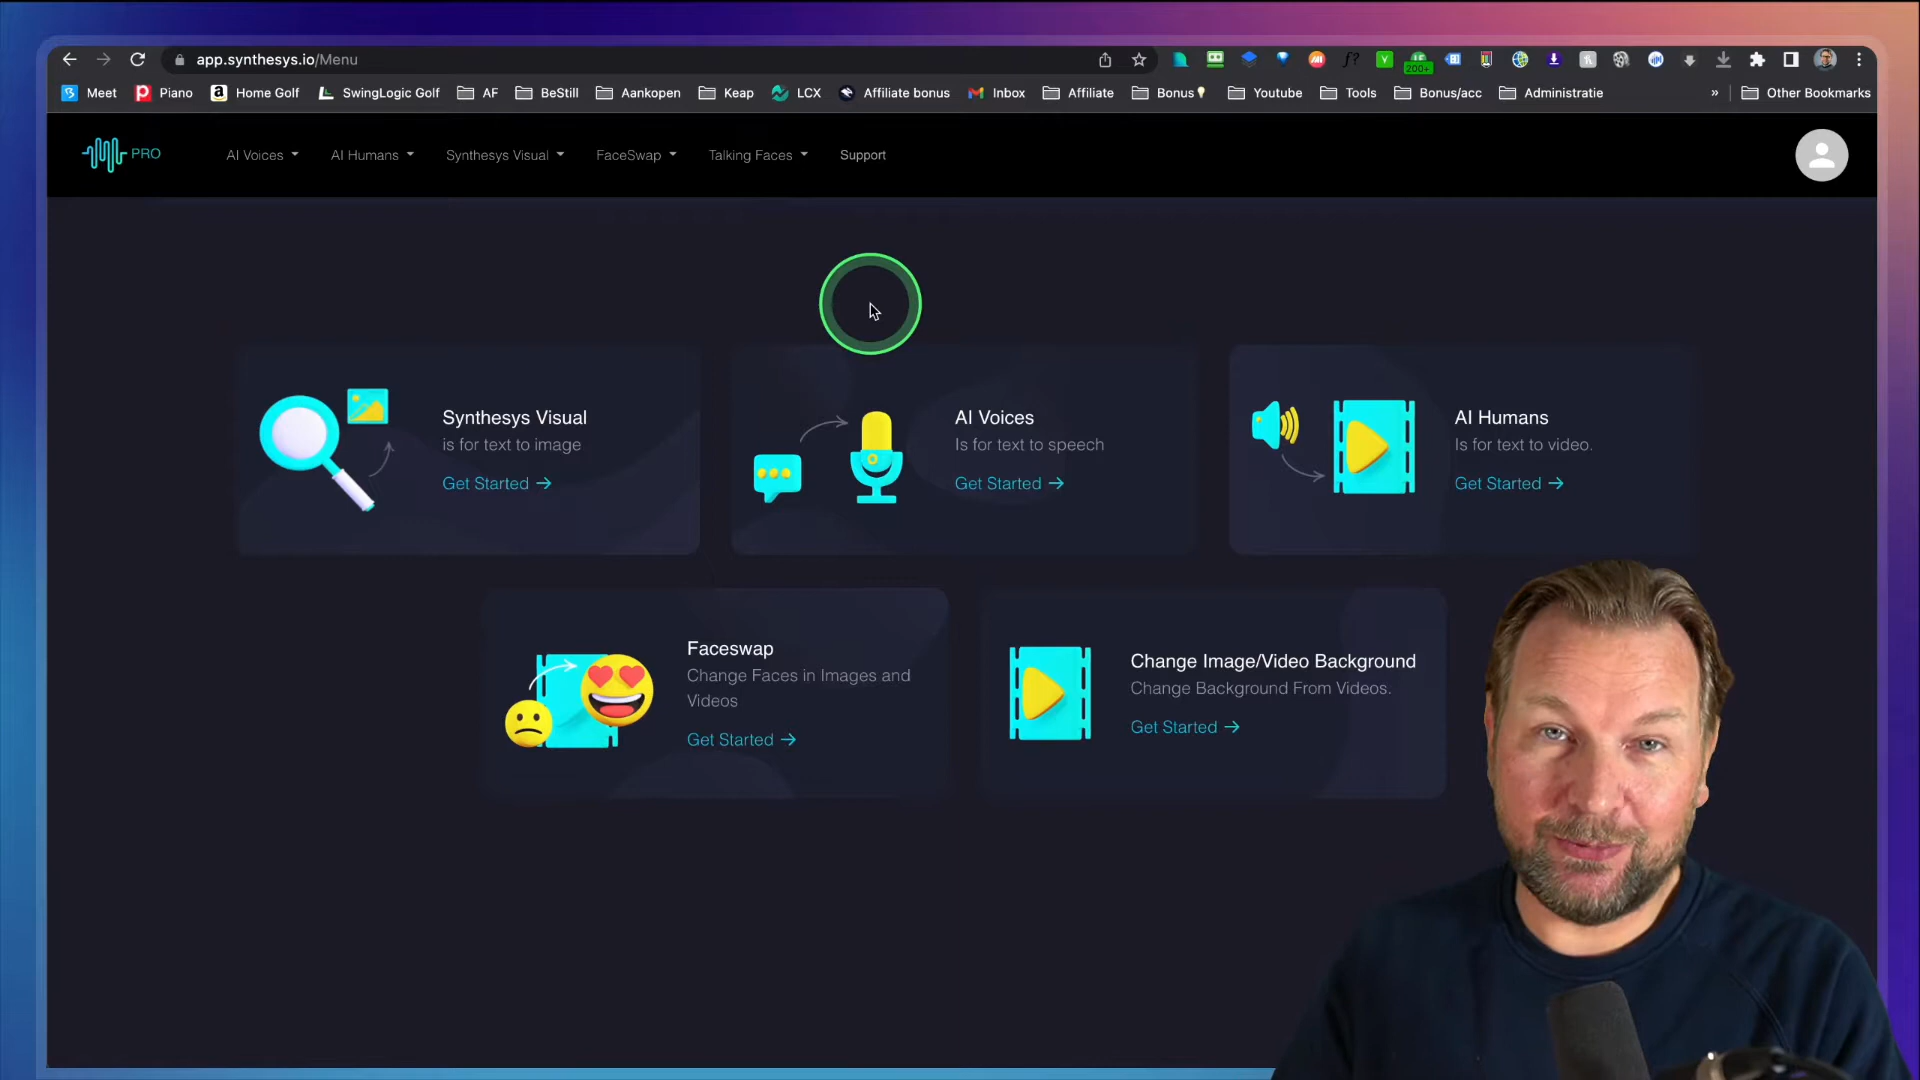 app.synthesys.io/Menu
200+
Meet Piano Home Golf SwingLogic Golf AF BeStill Aankopen Keap LCX Affiliate bonus Inbox Affiliate Bonus Youtube Tools Bonus/acc Administratie » Other Bookmarks
PRO AI Voices AI Humans Synthesys Visual FaceSwap Talking Faces Support
Synthesys Visual
is for text to image
Get Started →
AI Voices
Is for text to speech
Get Started →
AI Humans
Is for text to video.
Get Started →
Faceswap
Change Faces in Images and
Videos
Get Started →
Change Image/Video Background
Change Background From Videos.
Get Started →